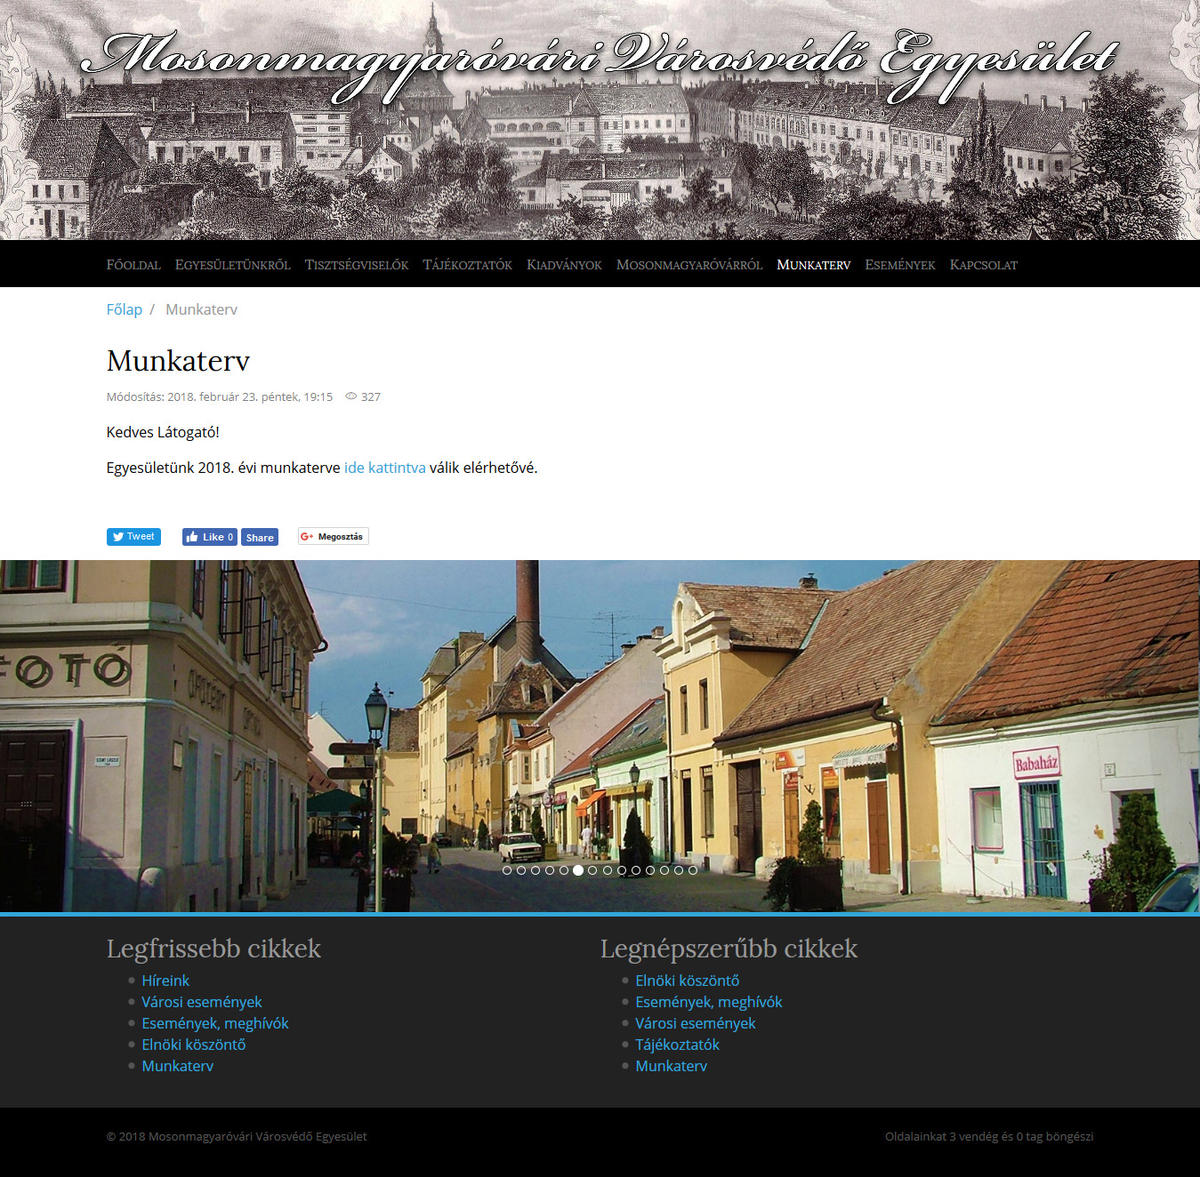 Mosonmagyaróvári Városvédő Egyesület
Főoldal Egyesületünkről Tisztségviselők Tájékoztatók Kiadványok Mosonmagyaróvárról Munkaterv Események Kapcsolat
Főlap / Munkaterv
Munkaterv
Módosítás: 2018. február 23. péntek, 19:15 327
Kedves Látogató!
Egyesületünk 2018. évi munkaterve ide kattintva válik elérhetővé.
Tweet Like 0 Share G+ Megosztás
FOTÓ
Babaház
Legfrissebb cikkek
Híreink
Városi események
Események, meghívók
Elnöki köszöntő
Munkaterv
Legnépszerűbb cikkek
Elnöki köszöntő
Események, meghívók
Városi események
Tájékoztatók
Munkaterv
© 2018 Mosonmagyaróvári Városvédő Egyesület
Oldalainkat 3 vendég és 0 tag böngészi